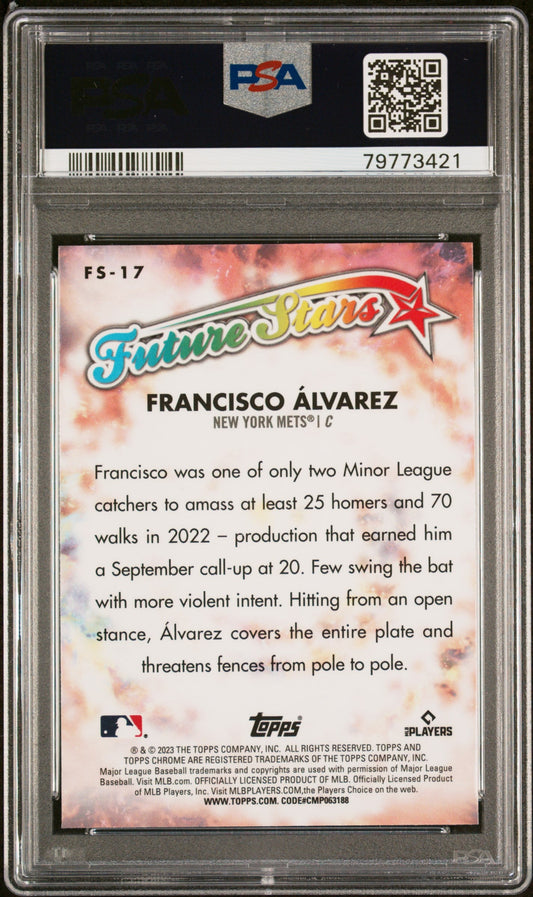 PSA
79773421
FS-17
Future Stars
FRANCISCO ÁLVAREZ
NEW YORK METS® | C
Francisco was one of only two Minor League
catchers to amass at least 25 homers and 70
walks in 2022 – production that earned him
a September call-up at 20. Few swing the bat
with more violent intent. Hitting from an open
stance, Álvarez covers the entire plate and
threatens fences from pole to pole.
TOPPS®
MLB PLAYERS
® & © 2023 THE TOPPS COMPANY, INC. ALL RIGHTS RESERVED. TOPPS AND
TOPPS CHROME ARE REGISTERED TRADEMARKS OF THE TOPPS COMPANY, INC.
Major League Baseball trademarks and copyrights are used with permission of Major League
Baseball. Visit MLB.com. OFFICIALLY LICENSED PRODUCT OF MLB. Officially Licensed Product
of MLB Players, Inc. Visit MLBPLAYERS.COM,the Players Choice on the web.
WWW.TOPPS.COM. CODE#CMP063188
PSA